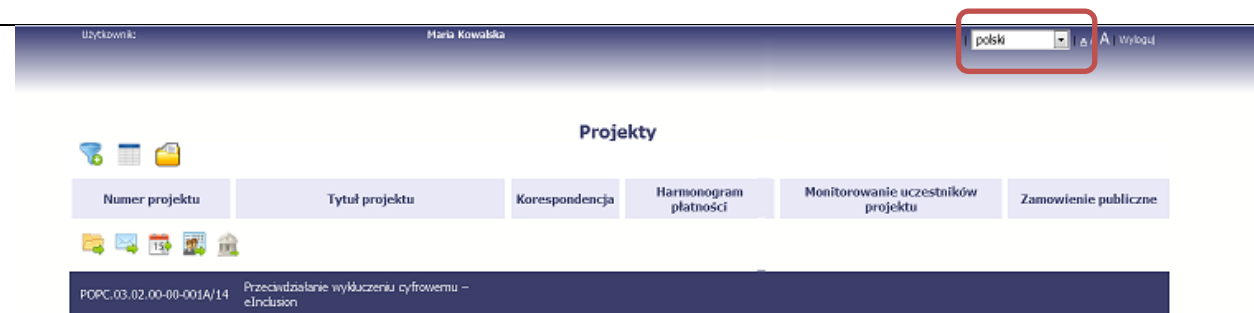 Użytkownik: Maria Kowalska | polski | A A | Wyloguj
Projekty
Numer projektu Tytuł projektu Korespondencja Harmonogram płatności Monitorowanie uczestników projektu Zamowienie publiczne
15
POPC.03.02.00-00-001A/14 Przeciwdziałanie wykluczeniu cyfrowemu –
eInclusion